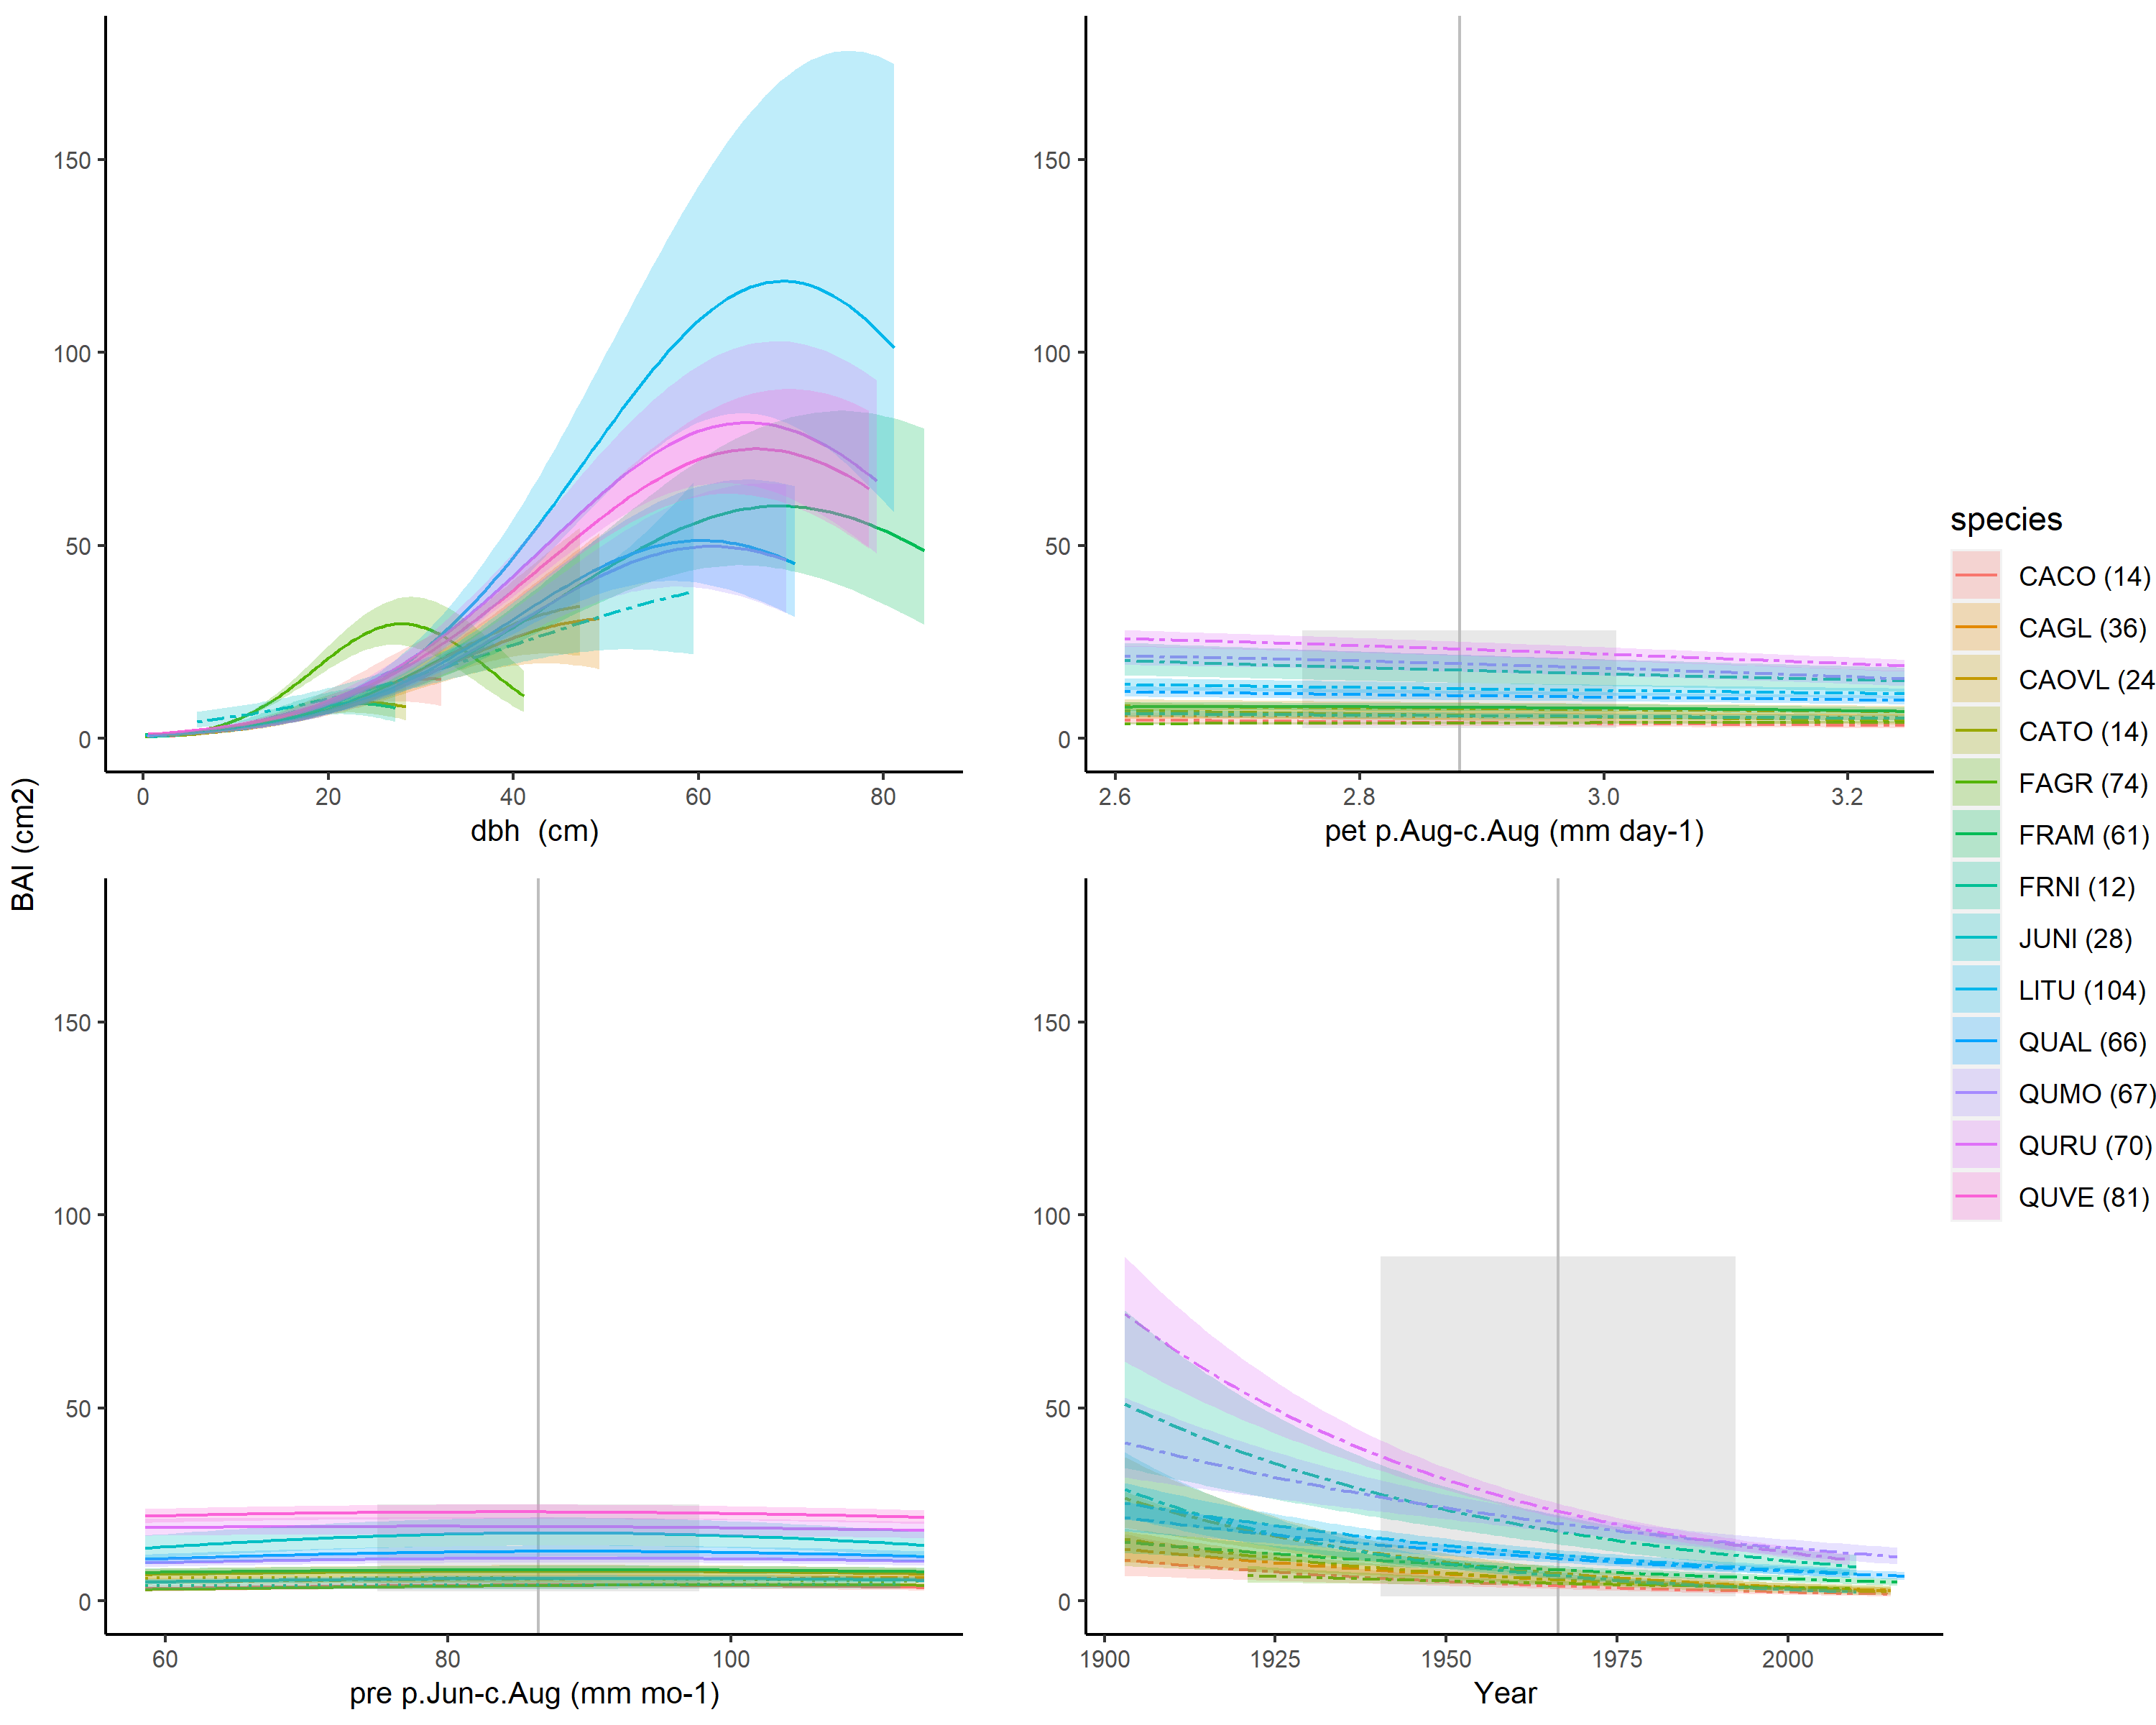 BAI (cm2)
150
100
50
0
0 20 40 60 80
dbh (cm)
150
100
50
0
2.6 2.8 3.0 3.2
pet p.Aug-c.Aug (mm day-1)
150
100
50
0
60 80 100
pre p.Jun-c.Aug (mm mo-1)
150
100
50
0
1900 1925 1950 1975 2000
Year
species
CACO (14)
CAGL (36)
CAOVL (24
CATO (14)
FAGR (74)
FRAM (61)
FRNI (12)
JUNI (28)
LITU (104)
QUAL (66)
QUMO (67)
QURU (70)
QUVE (81)